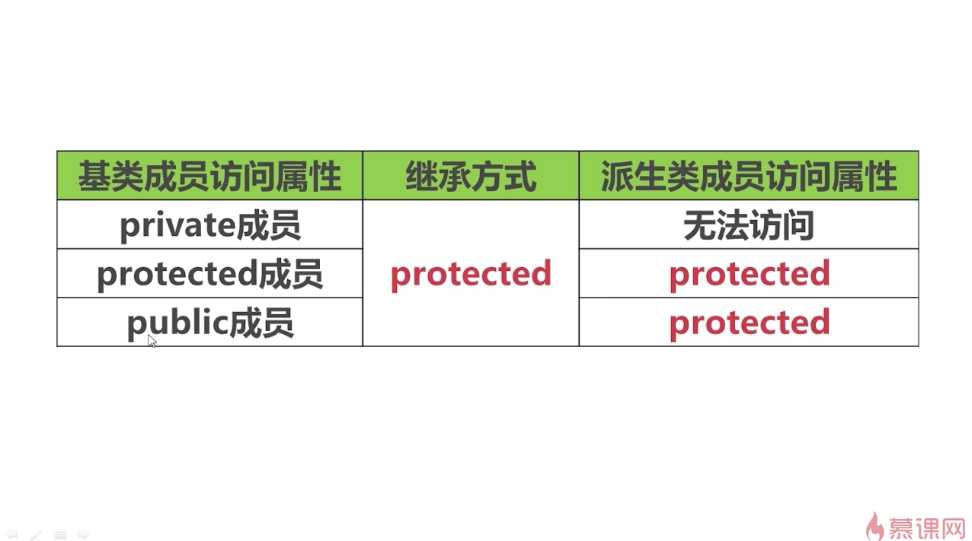 基类成员访问属性 继承方式 派生类成员访问属性
private成员 无法访问
protected成员 protected protected
public成员 protected
慕课网